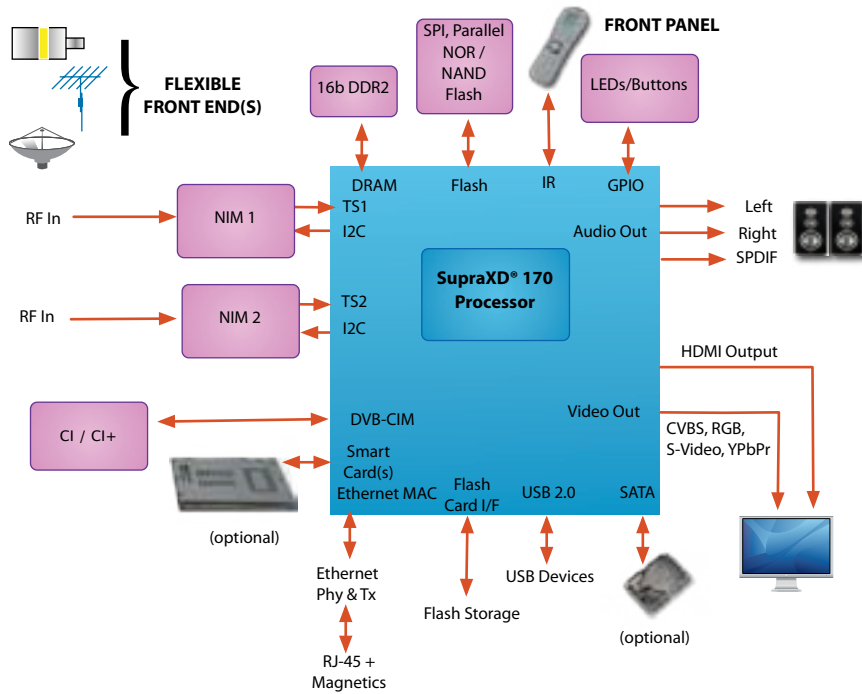 FLEXIBLE
FRONT END(S)
16b DDR2
SPI, Parallel
NOR /
NAND
Flash
FRONT PANEL
LEDs/Buttons
DRAM
Flash
IR
GPIO
RF In
NIM 1
TS1
I2C
RF In
NIM 2
TS2
I2C
SupraXD® 170
Processor
Audio Out
Left
Right
SPDIF
HDMI Output
Video Out
CVBS, RGB,
S-Video, YPbPr
CI / CI+
DVB-CIM
Smart
Card(s)
(optional)
Ethernet MAC
Flash
Card I/F
USB 2.0
SATA
Ethernet
Phy & Tx
RJ-45 +
Magnetics
Flash Storage
USB Devices
(optional)